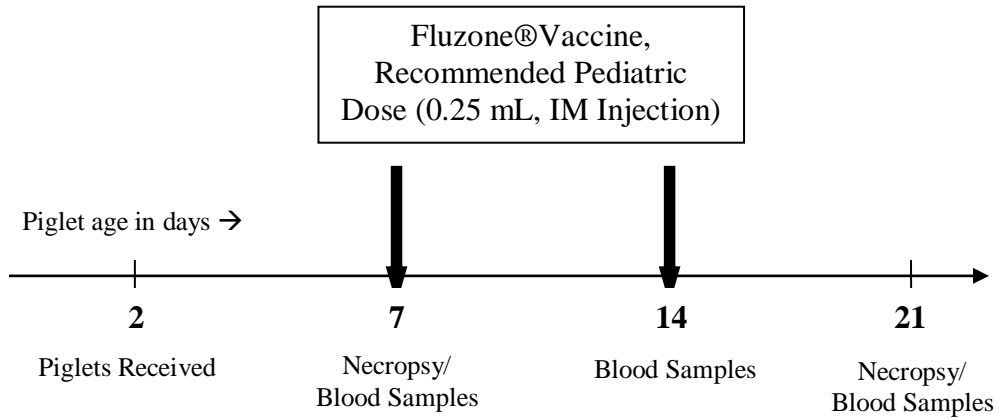 Fluzone®Vaccine,
Recommended Pediatric
Dose (0.25 mL, IM Injection)
Piglet age in days →
2
7
14
21
Piglets Received
Necropsy/
Blood Samples
Blood Samples
Necropsy/
Blood Samples